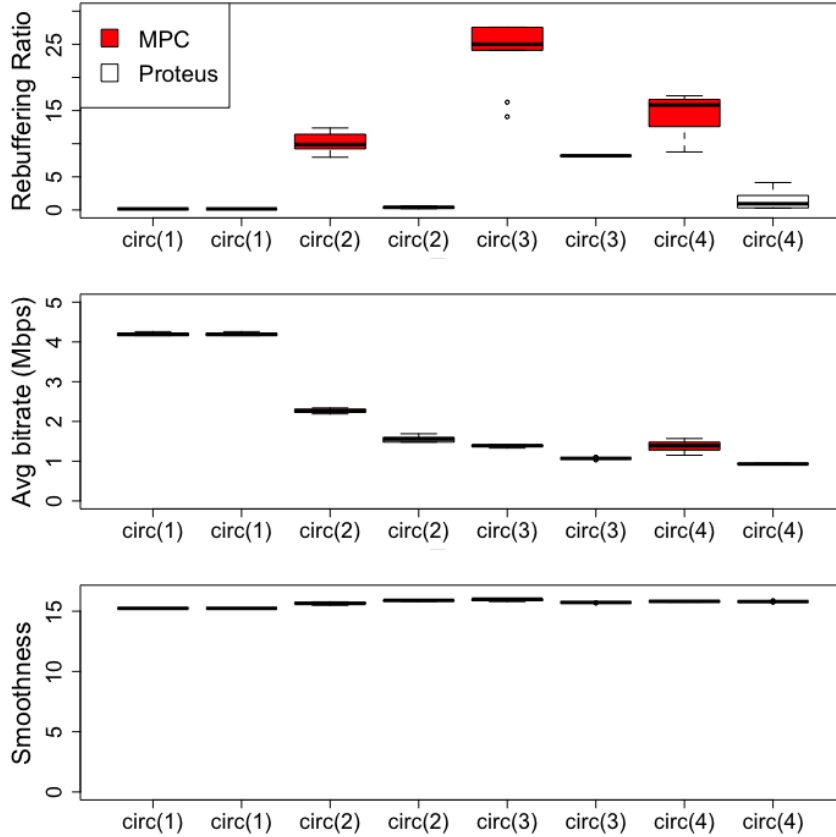 Rebuffering Ratio
25
15
5
0
MPC
Proteus
circ(1) circ(1) circ(2) circ(2) circ(3) circ(3) circ(4) circ(4)
Avg bitrate (Mbps)
5
4
3
2
1
0
circ(1) circ(1) circ(2) circ(2) circ(3) circ(3) circ(4) circ(4)
Smoothness
15
10
5
0
circ(1) circ(1) circ(2) circ(2) circ(3) circ(3) circ(4) circ(4)